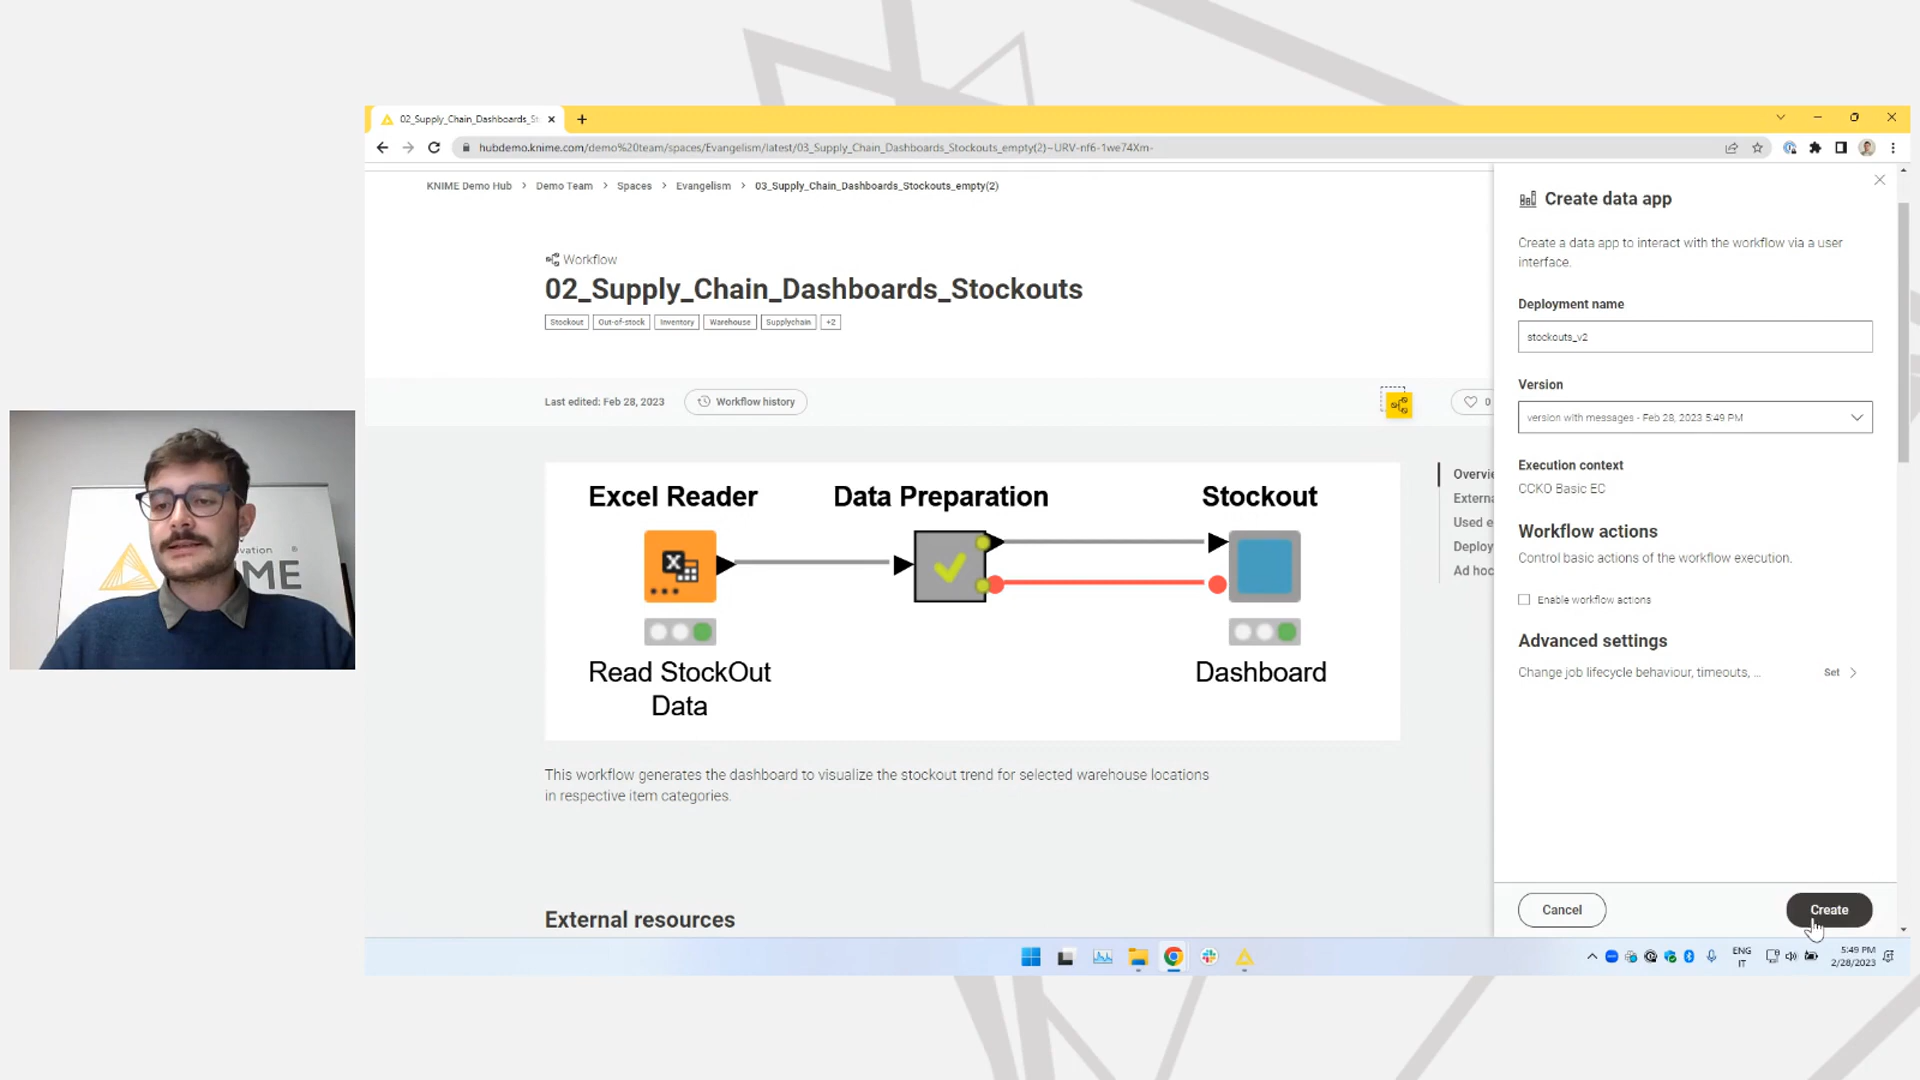 02_Supply_Chain_Dashboards_St
hubdemo.knime.com/demo%20team/spaces/Evangelism/latest/03_Supply_Chain_Dashboards_Stockouts_empty(2)~URV-nf6-1we74Xm-
KNIME Demo Hub > Demo Team > Spaces > Evangelism > 03_Supply_Chain_Dashboards_Stockouts_empty(2)
Workflow
02_Supply_Chain_Dashboards_Stockouts
Stockout Out-of-stock Inventory Warehouse Supplychain +2
Last edited: Feb 28, 2023
Workflow history
0
Excel Reader
Data Preparation
Stockout
Read StockOut
Data
Dashboard
Overvie
Externa
Used e
Deploy
Ad hoc
This workflow generates the dashboard to visualize the stockout trend for selected warehouse locations
in respective item categories.
External resources
Create data app
Create a data app to interact with the workflow via a user
interface.
Deployment name
stockouts_v2
Version
version with messages - Feb 28, 2023 5:49 PM
Execution context
CCKO Basic EC
Workflow actions
Control basic actions of the workflow execution.
Enable workflow actions
Advanced settings
Change job lifecycle behaviour, timeouts, ...
Set >
Cancel
Create
ENG
IT
5:49 PM
2/28/2023